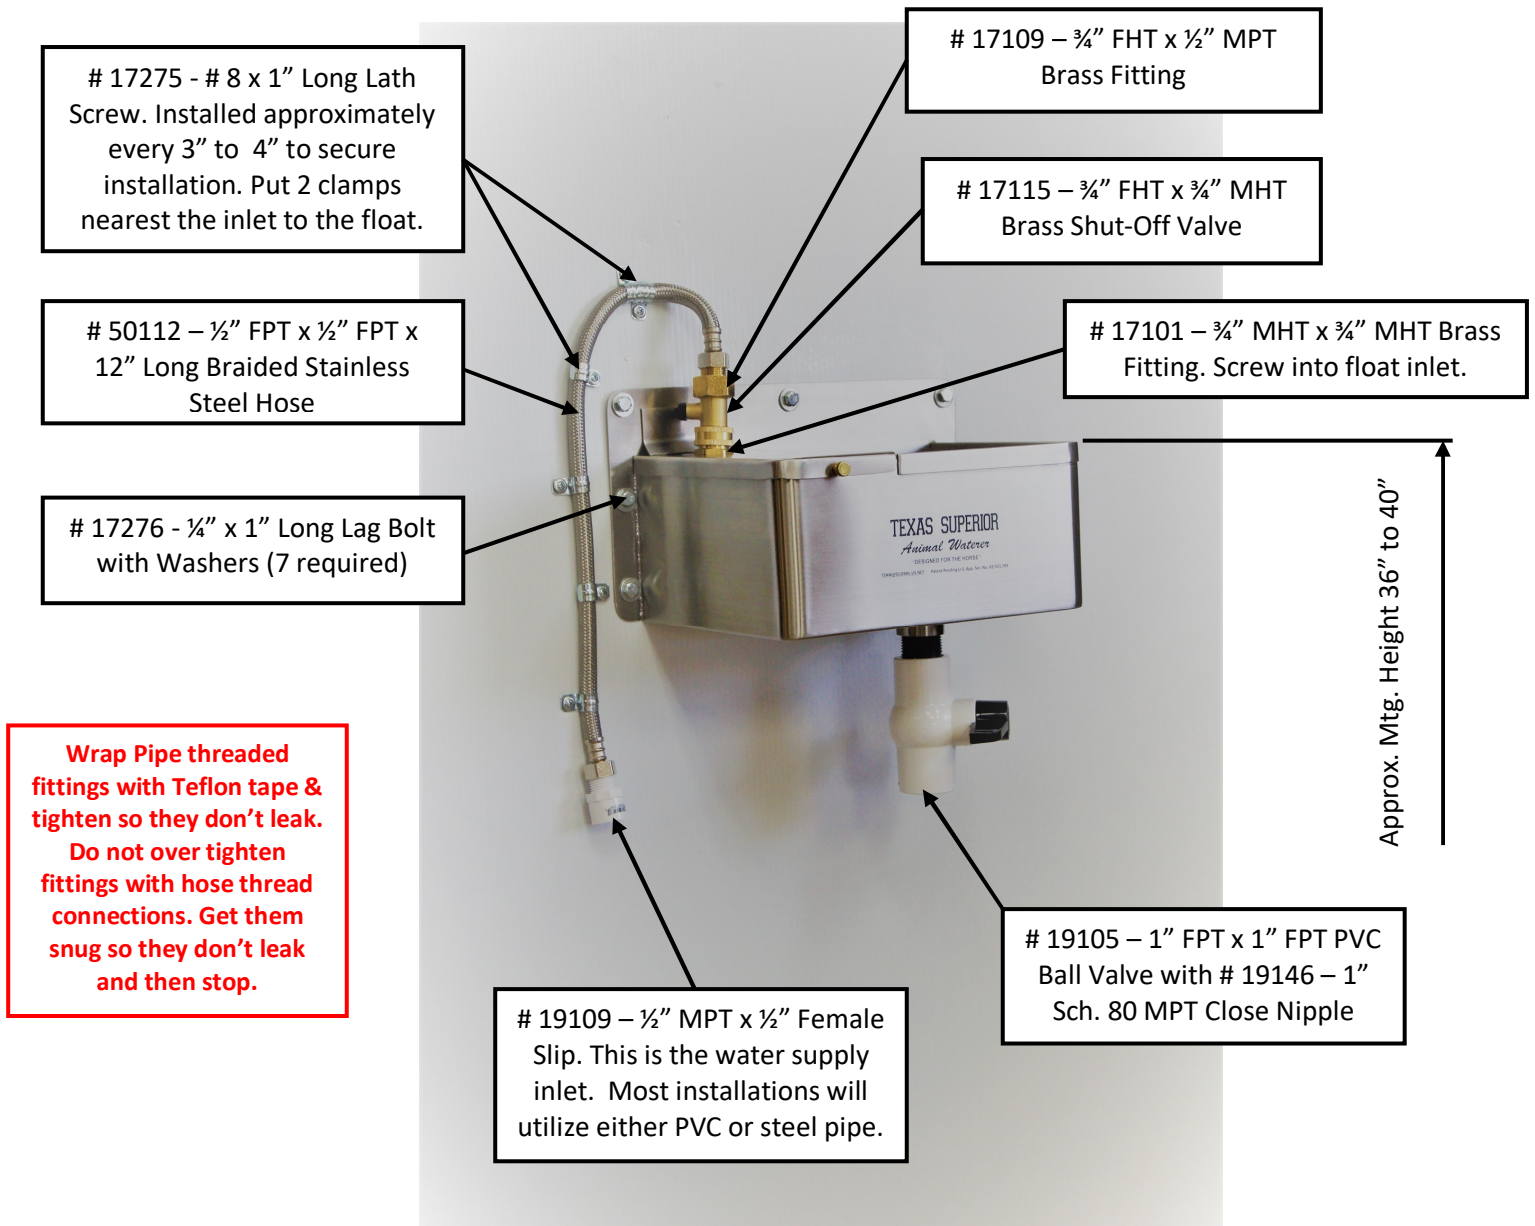 # 17275 - # 8 x 1” Long Lath
Screw. Installed approximately
every 3” to 4” to secure
installation. Put 2 clamps
nearest the inlet to the float.
# 17109 – ¾” FHT x ½” MPT
Brass Fitting
# 17115 – ¾” FHT x ¾” MHT
Brass Shut-Off Valve
# 50112 – ½” FPT x ½” FPT x
12” Long Braided Stainless
Steel Hose
# 17101 – ¾” MHT x ¾” MHT Brass
Fitting. Screw into float inlet.
# 17276 - ¼” x 1” Long Lag Bolt
with Washers (7 required)
TEXAS SUPERIOR
Animal Waterer
"DESIGNED FOR THE HORSE"
Approx. Mtg. Height 36” to 40”
Wrap Pipe threaded
fittings with Teflon tape &
tighten so they don’t leak.
Do not over tighten
fittings with hose thread
connections. Get them
snug so they don’t leak
and then stop.
# 19105 – 1” FPT x 1” FPT PVC
Ball Valve with # 19146 – 1”
Sch. 80 MPT Close Nipple
# 19109 – ½” MPT x ½” Female
Slip. This is the water supply
inlet. Most installations will
utilize either PVC or steel pipe.